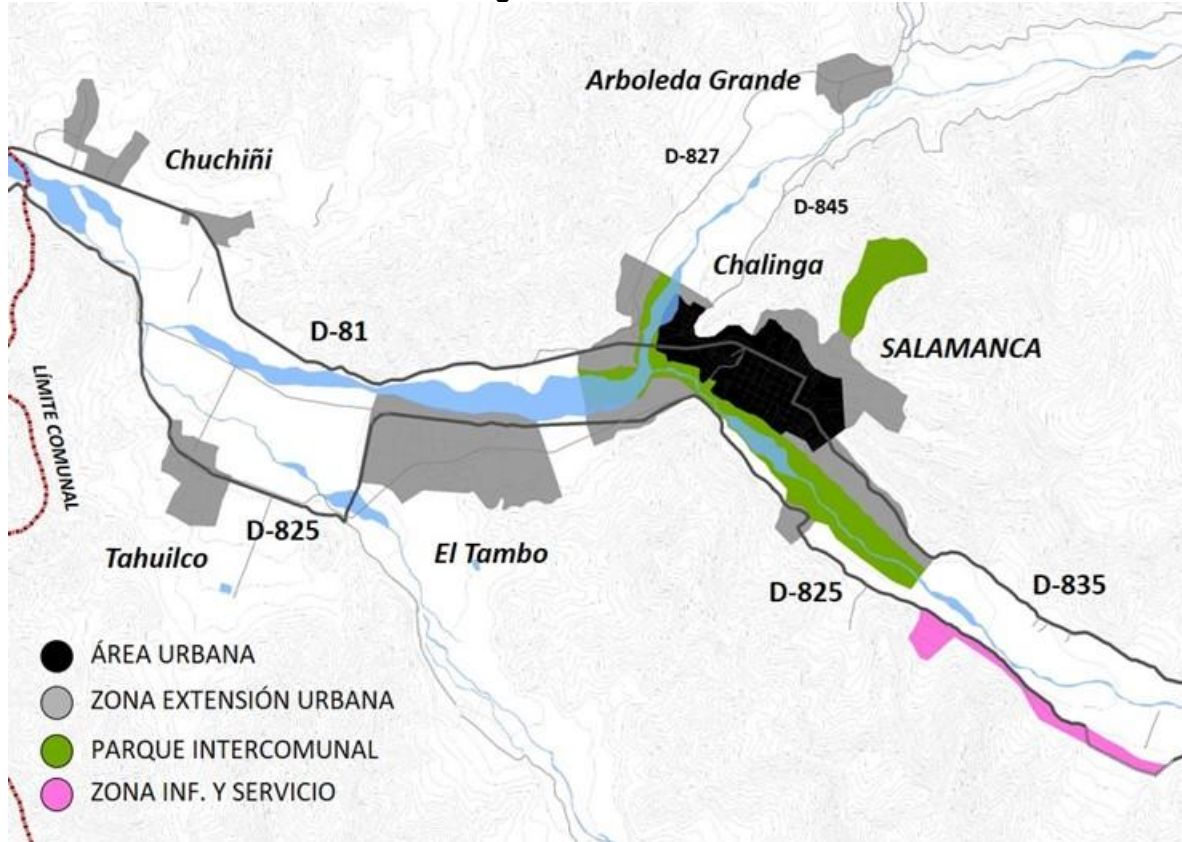 Arboleda Grande
Chuchiñi
D-827
D-845
Chalinga
D-81
SALAMANCA
LÍMITE COMUNAL
D-825
Tahuilco
El Tambo
D-825
D-835
ÁREA URBANA
ZONA EXTENSIÓN URBANA
PARQUE INTERCOMUNAL
ZONA INF. Y SERVICIO